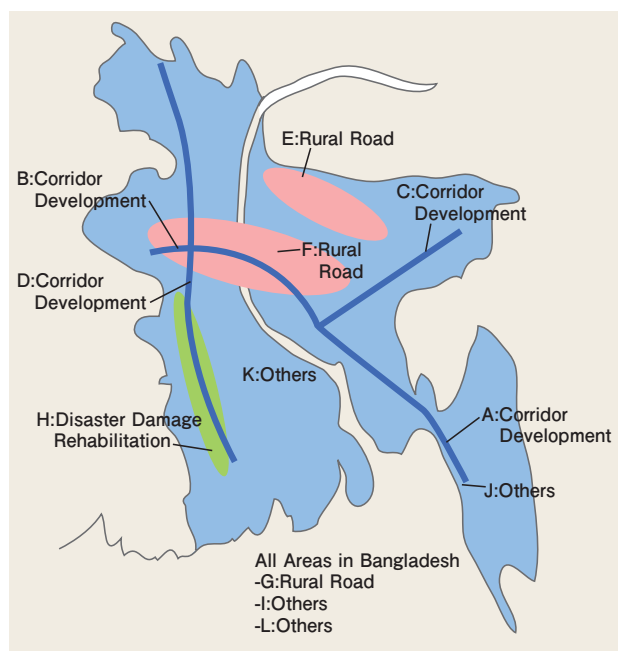 E:Rural Road
B:Corridor
Development
C:Corridor
Development
F:Rural
Road
D:Corridor
Development
K:Others
H:Disaster Damage
Rehabilitation
A:Corridor
Development
J:Others
All Areas in Bangladesh
-G:Rural Road
-I:Others
-L:Others